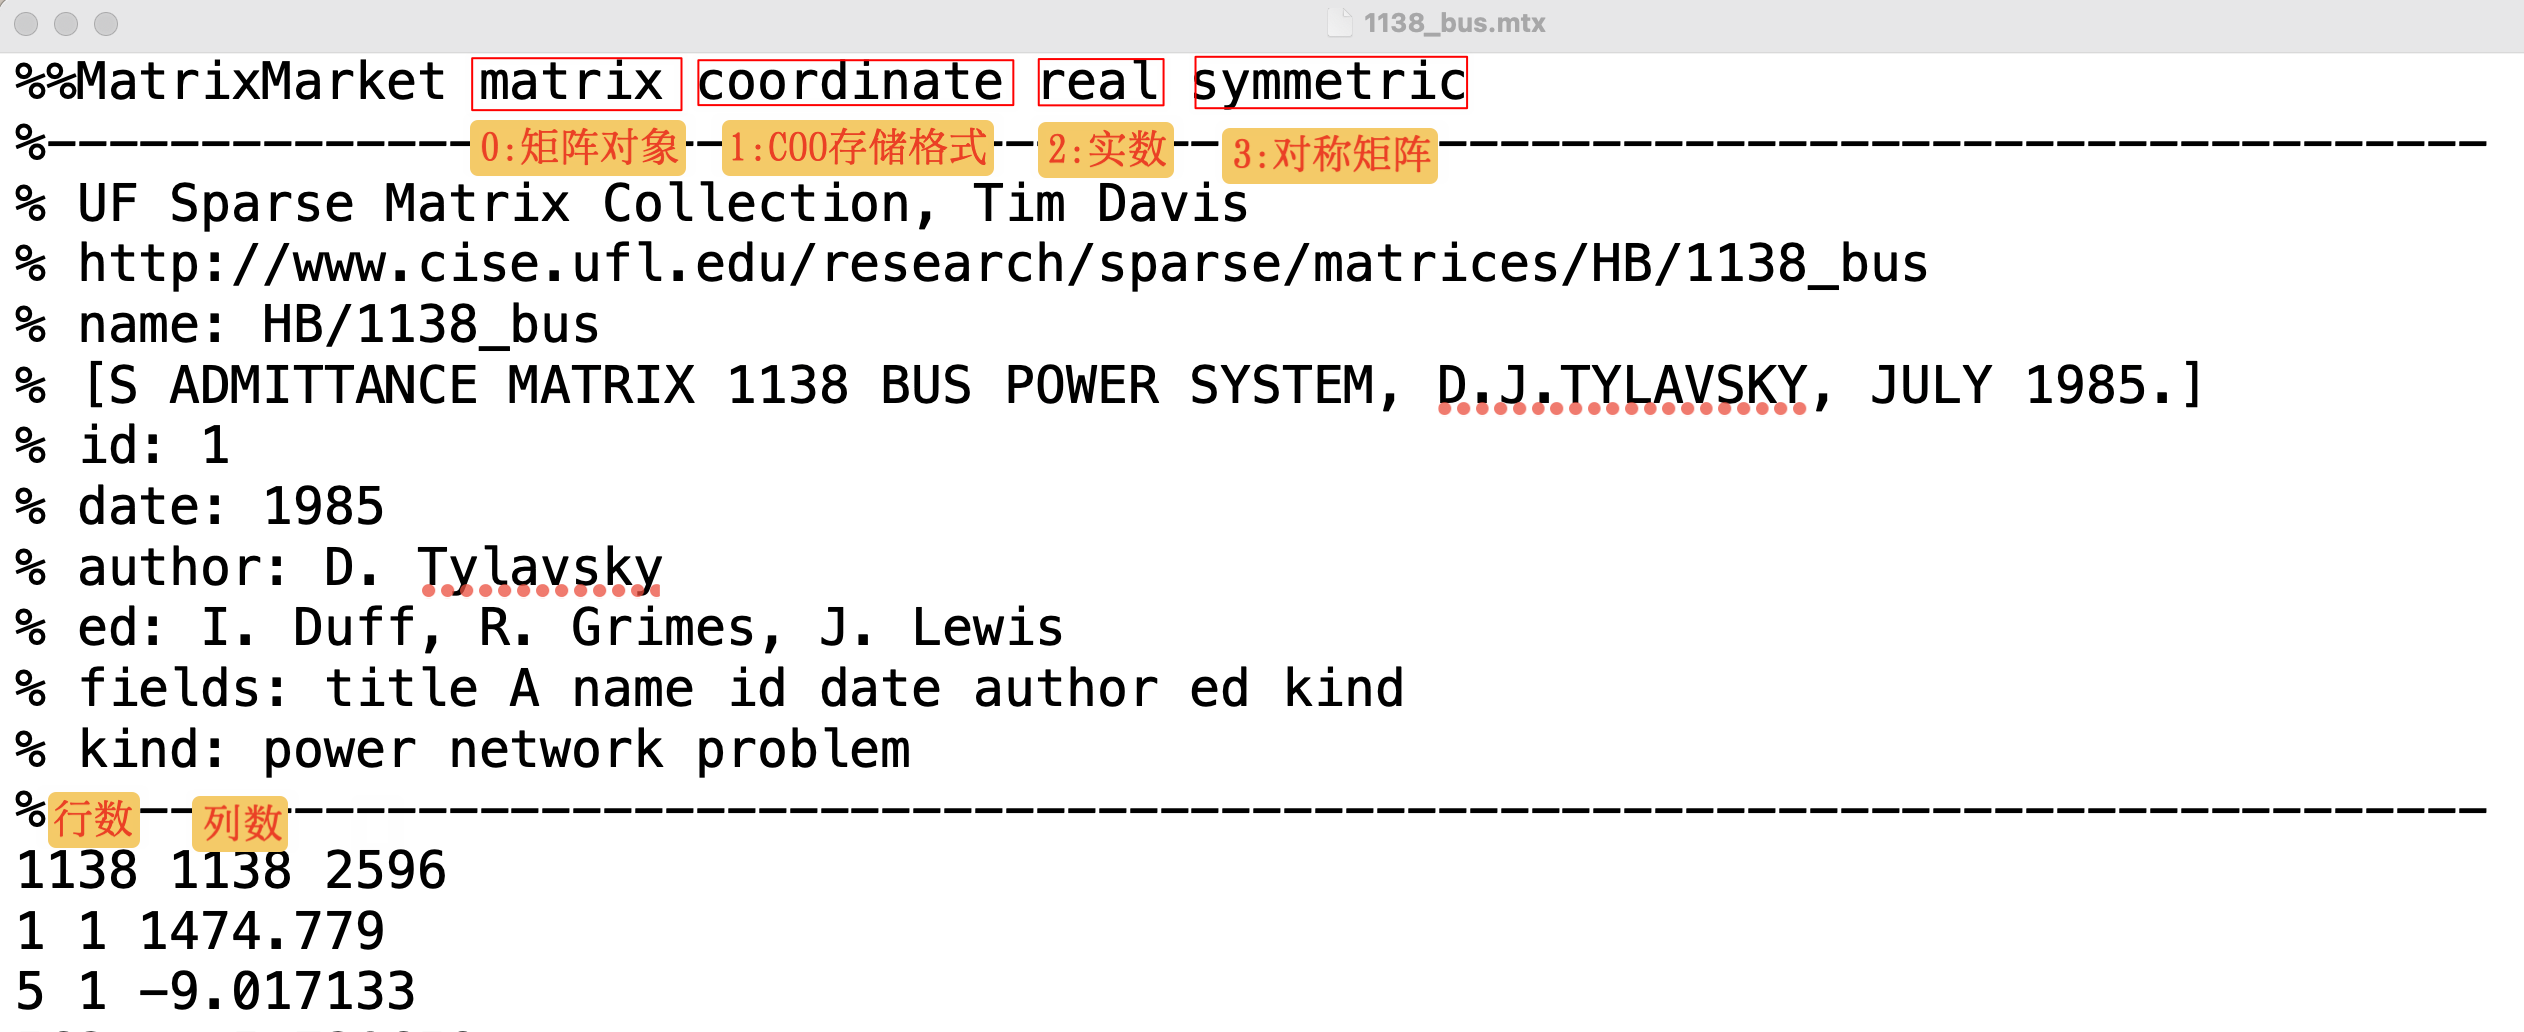 1138_bus.mtx
%%MatrixMarket matrix coordinate real symmetric
%--------------------------------------------------------------------------------
0:矩阵对象 1:COO存储格式 2:实数 3:对称矩阵
% UF Sparse Matrix Collection, Tim Davis
% http://www.cise.ufl.edu/research/sparse/matrices/HB/1138_bus
% name: HB/1138_bus
% [S ADMITTANCE MATRIX 1138 BUS POWER SYSTEM, D.J.TYLAVSKY, JULY 1985.]
% id: 1
% date: 1985
% author: D. Tylavsky
% ed: I. Duff, R. Grimes, J. Lewis
% fields: title A name id date author ed kind
% kind: power network problem
%--------------------------------------------------------------------------------
行数 列数
1138 1138 2596
1 1 1474.779
5 1 -9.017133